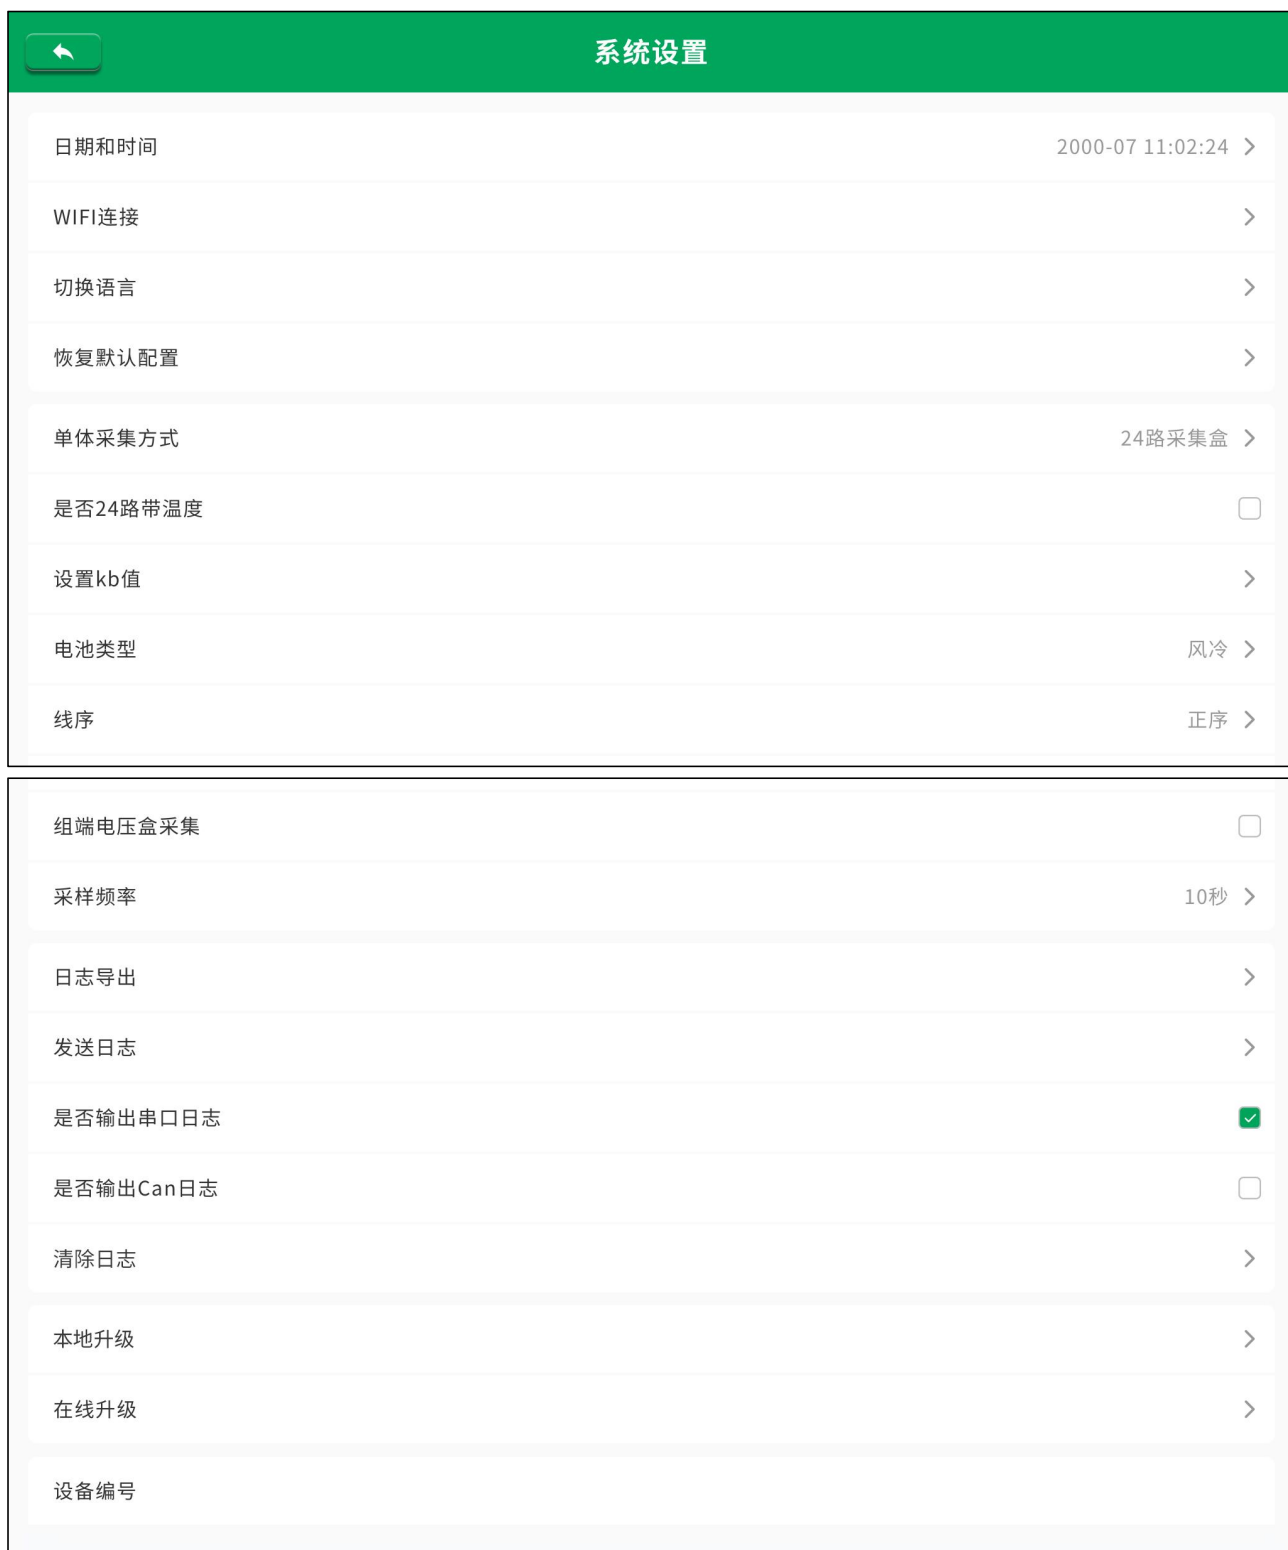 系统设置
日期和时间 2000-07 11:02:24
WIFI连接
切换语言
恢复默认配置
单体采集方式 24路采集盒
是否24路带温度
设置kb值
电池类型 风冷
线序 正序
组端电压盒采集
采样频率 10秒
日志导出
发送日志
是否输出串口日志
是否输出Can日志
清除日志
本地升级
在线升级
设备编号